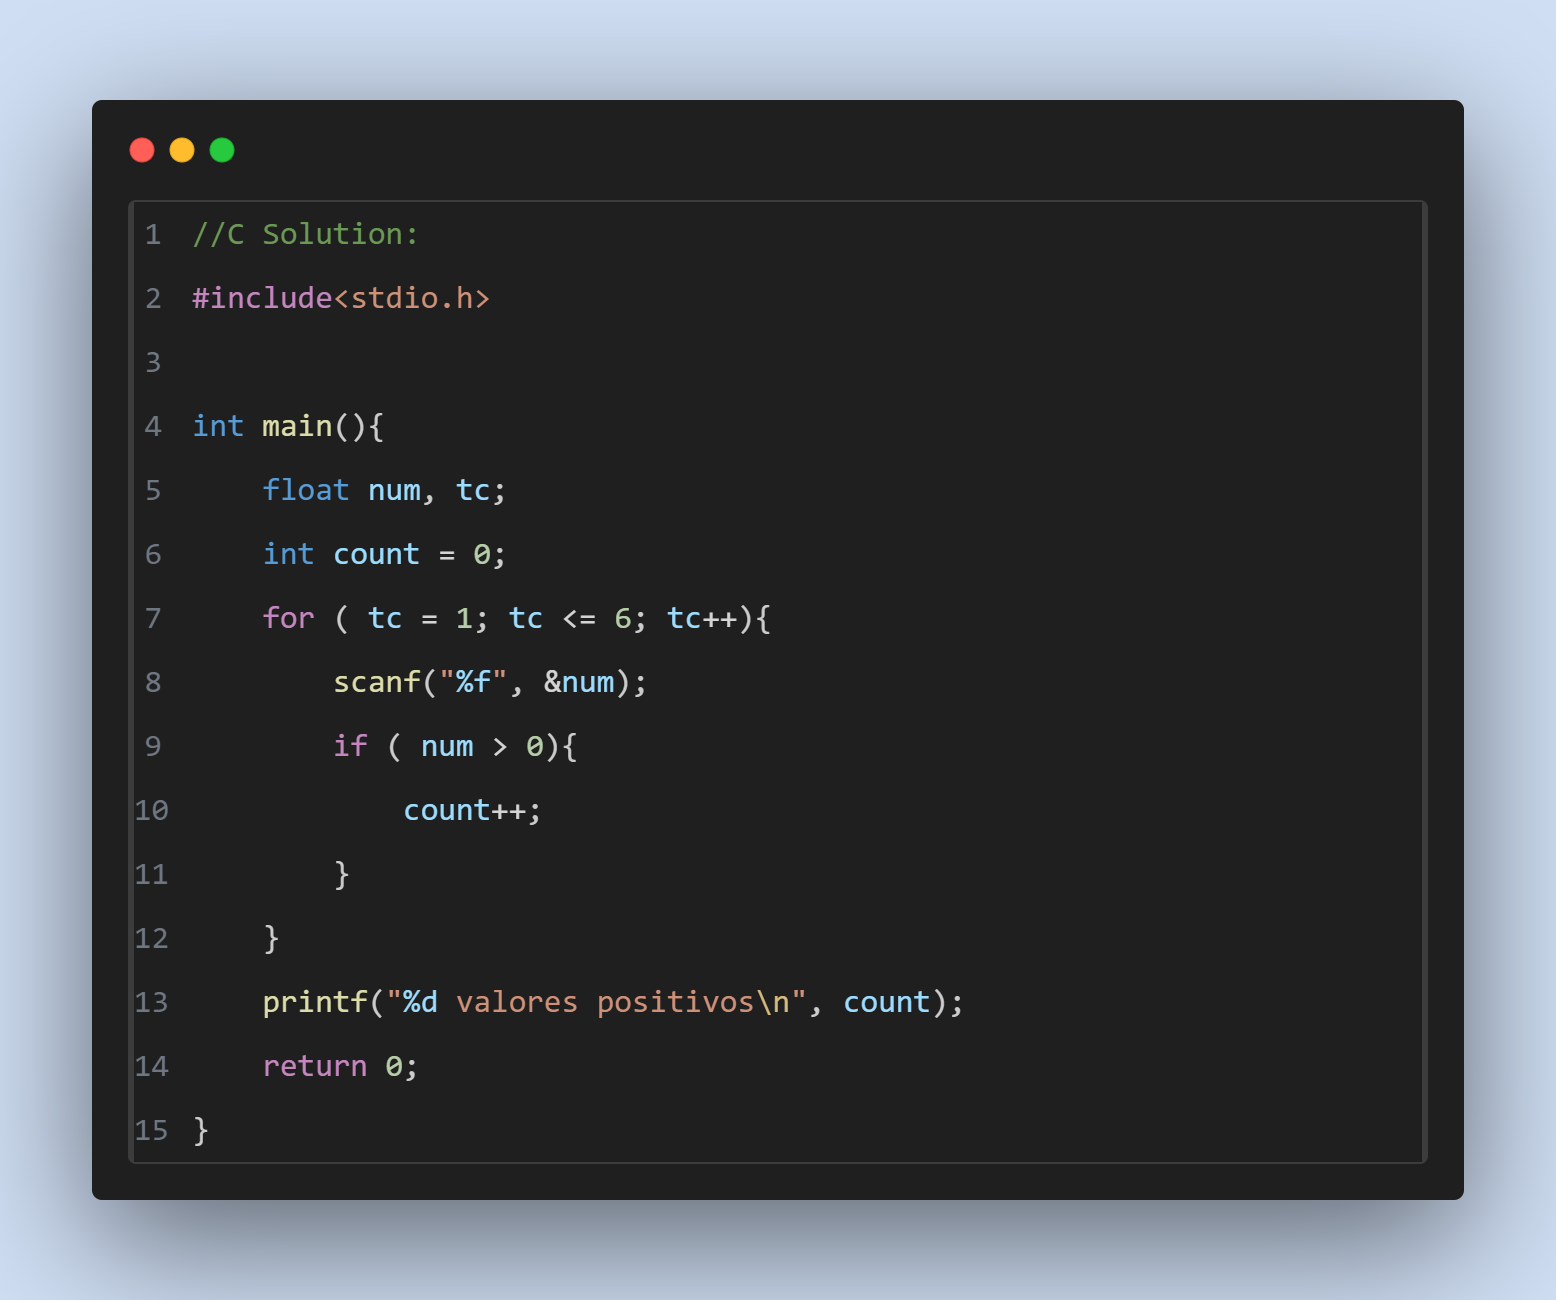 1 //C Solution:
2 #include<stdio.h>
3
4 int main(){
5     float num, tc;
6     int count = 0;
7     for ( tc = 1; tc <= 6; tc++){
8         scanf("%f", &num);
9         if ( num > 0){
10             count++;
11         }
12     }
13     printf("%d valores positivos\n", count);
14     return 0;
15 }